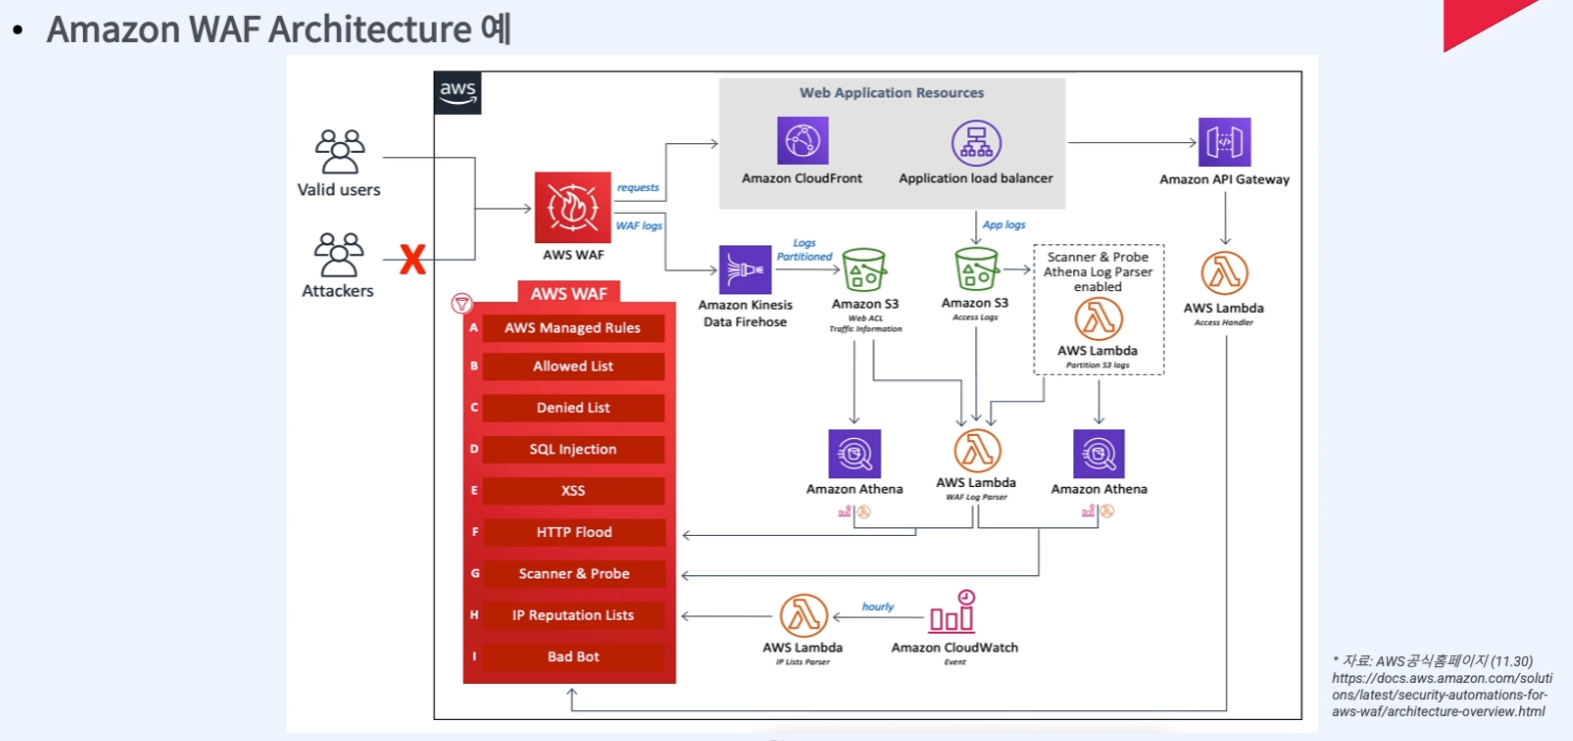 • Amazon WAF Architecture 예
aws
Web Application Resources
Amazon CloudFront
Application load balancer
Amazon API Gateway
Valid users
Attackers
X
requests
WAF logs
AWS WAF
Logs
Partitioned
App logs
Amazon Kinesis
Data Firehose
Amazon S3
Web ACL
Traffic Information
Amazon S3
Access Logs
Scanner & Probe
Athena Log Parser
enabled
AWS Lambda
Partition S3 logs
AWS Lambda
Access Handler
AWS WAF
A AWS Managed Rules
B Allowed List
C Denied List
D SQL Injection
E XSS
F HTTP Flood
G Scanner & Probe
H IP Reputation Lists
I Bad Bot
Amazon Athena
AWS Lambda
WAF Log Parser
Amazon Athena
AWS Lambda
IP Lists Parser
hourly
Amazon CloudWatch
Event
* 자료: AWS공식홈페이지 (11.30)
https://docs.aws.amazon.com/soluti
ons/latest/security-automations-for-
aws-waf/architecture-overview.html